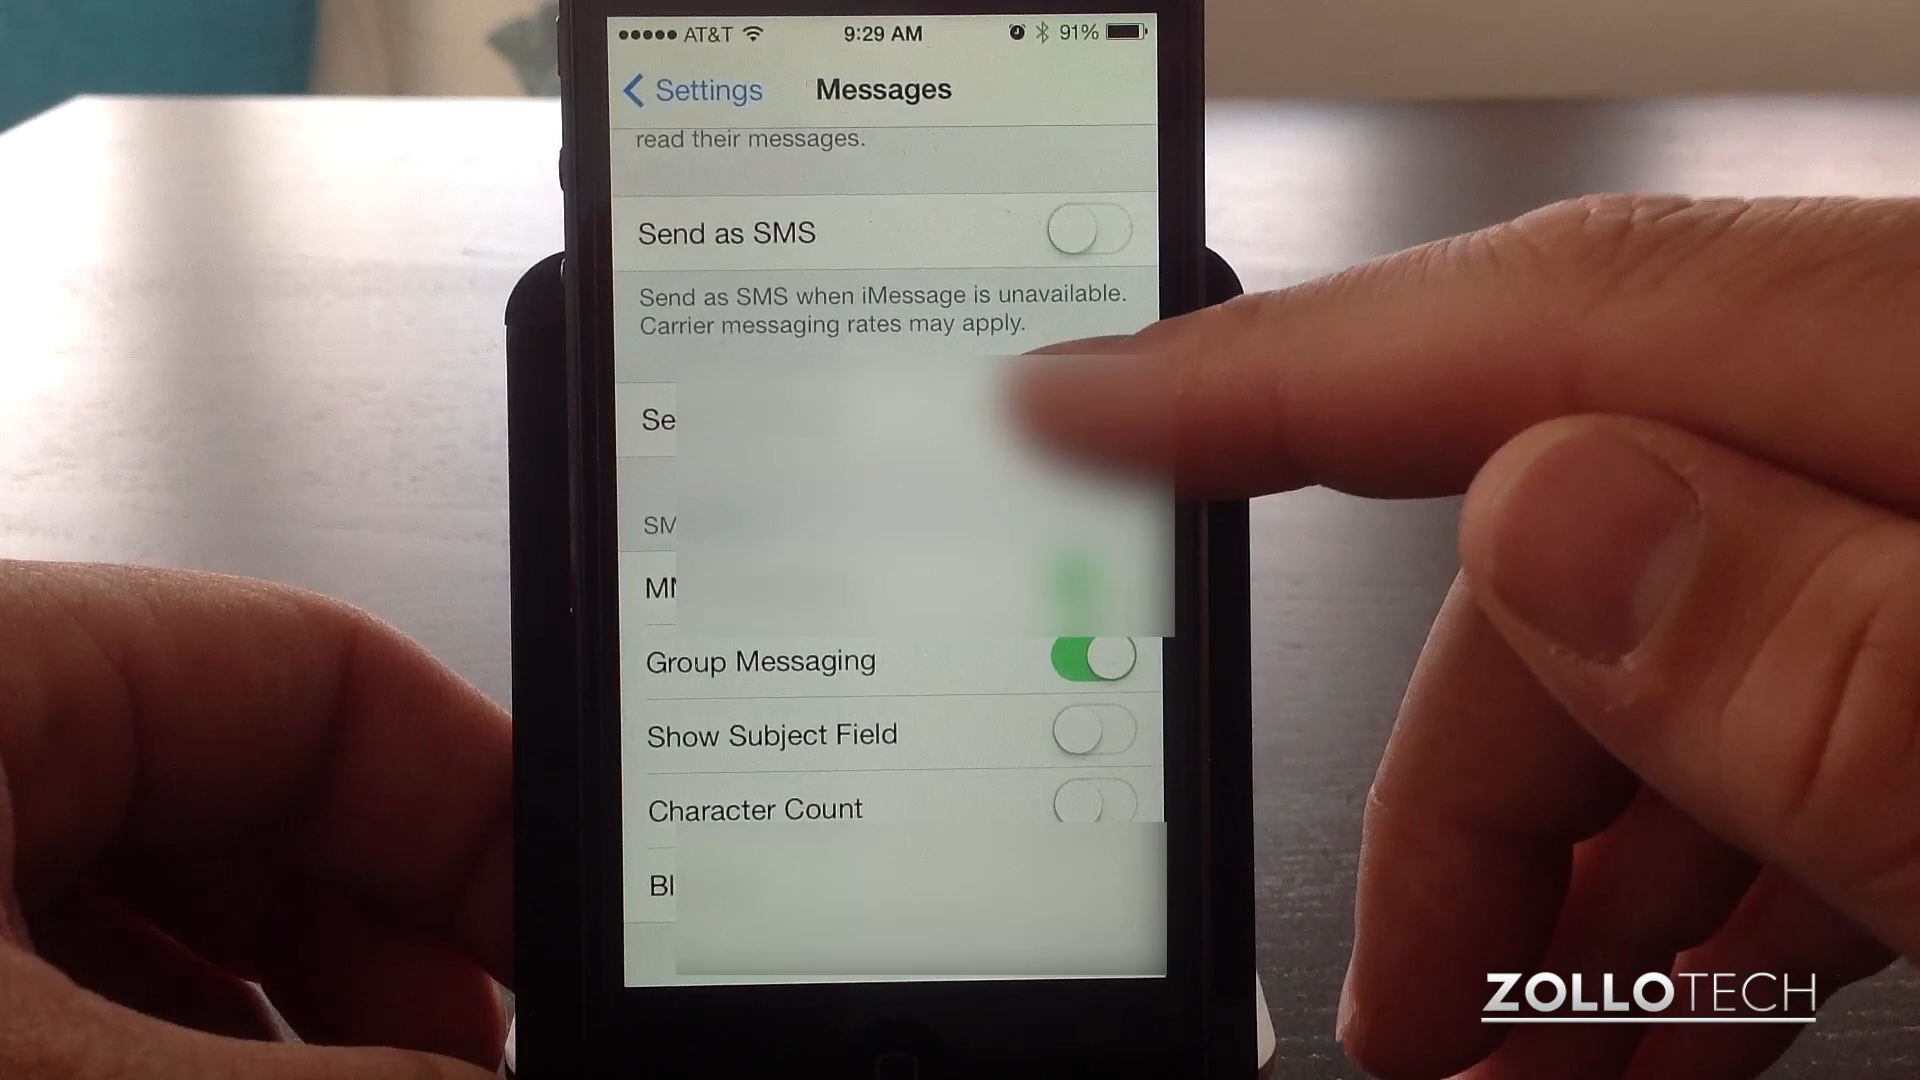 AT&T 9:29 AM 91%
Settings Messages
read their messages.
Send as SMS
Send as SMS when iMessage is unavailable.
Carrier messaging rates may apply.
Se
SM
Group Messaging
Show Subject Field
Character Count
Bl
ZOLLOTECH